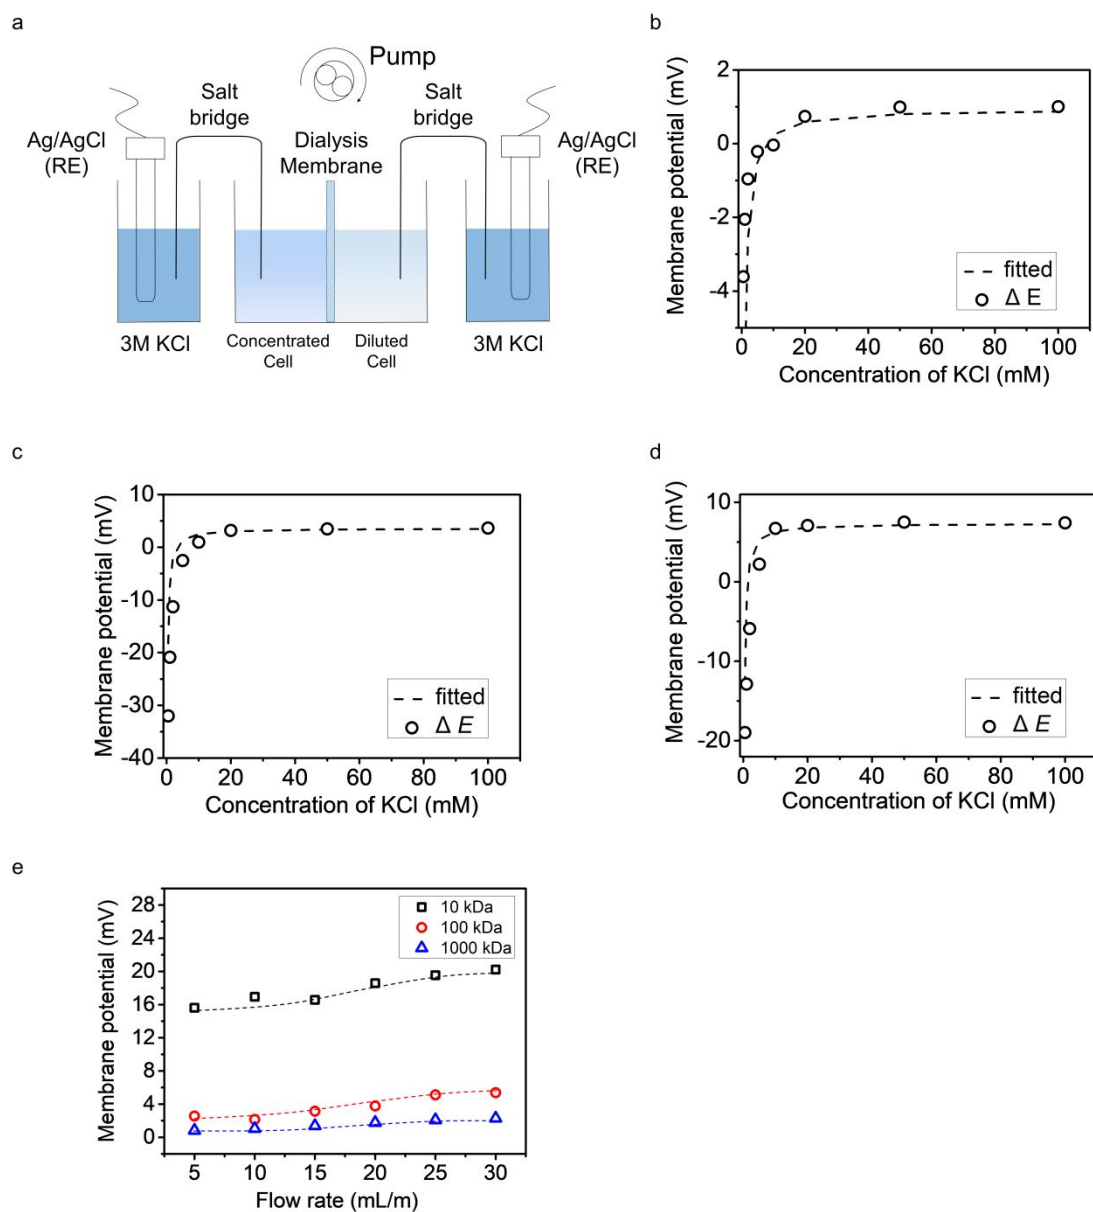 a
Pump
Salt
bridge
Salt
bridge
Ag/AgCl
(RE)
Dialysis
Membrane
Ag/AgCl
(RE)
3M KCl
Concentrated
Cell
Diluted
Cell
3M KCl
b
Membrane potential (mV)
2
0
-2
-4
fitted
Δ E
0 20 40 60 80 100
Concentration of KCl (mM)
c
Membrane potential (mV)
10
0
-10
-20
-30
-40
fitted
Δ E
0 20 40 60 80 100
Concentration of KCl (mM)
d
Membrane potential (mV)
10
0
-10
-20
fitted
Δ E
0 20 40 60 80 100
Concentration of KCl (mM)
e
Membrane potential (mV)
28
24
20
16
12
8
4
0
10 kDa
100 kDa
1000 kDa
5 10 15 20 25 30
Flow rate (mL/m)